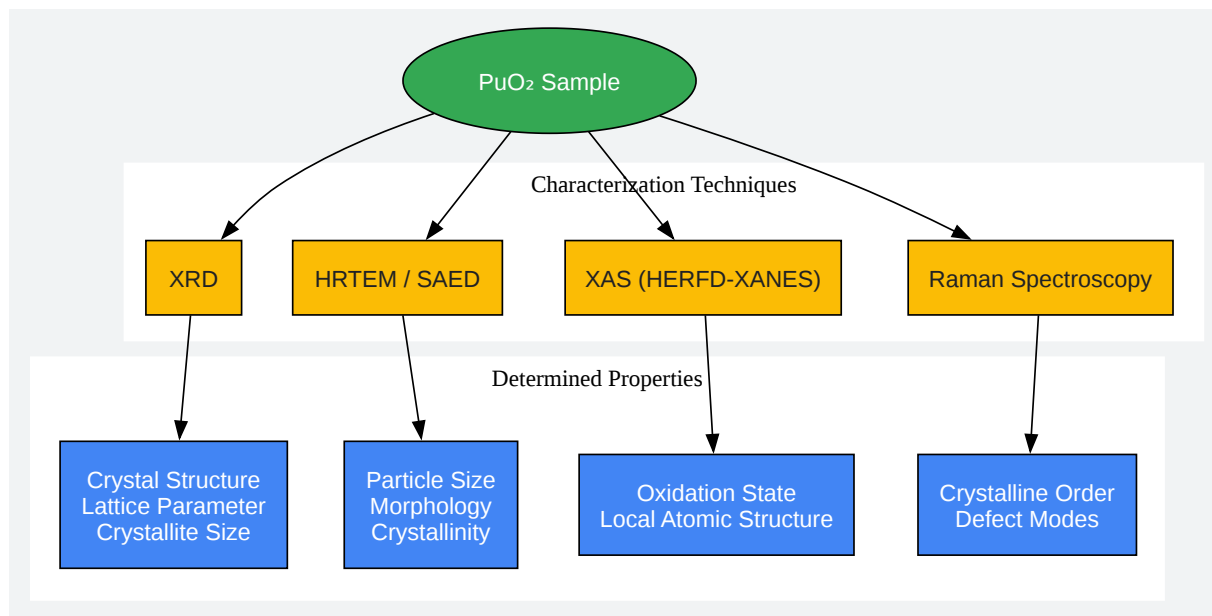 PuO₂ Sample
Characterization Techniques
XRD
HRTEM / SAED
XAS (HERFD-XANES)
Raman Spectroscopy
Determined Properties
Crystal Structure
Lattice Parameter
Crystallite Size
Particle Size
Morphology
Crystallinity
Oxidation State
Local Atomic Structure
Crystalline Order
Defect Modes